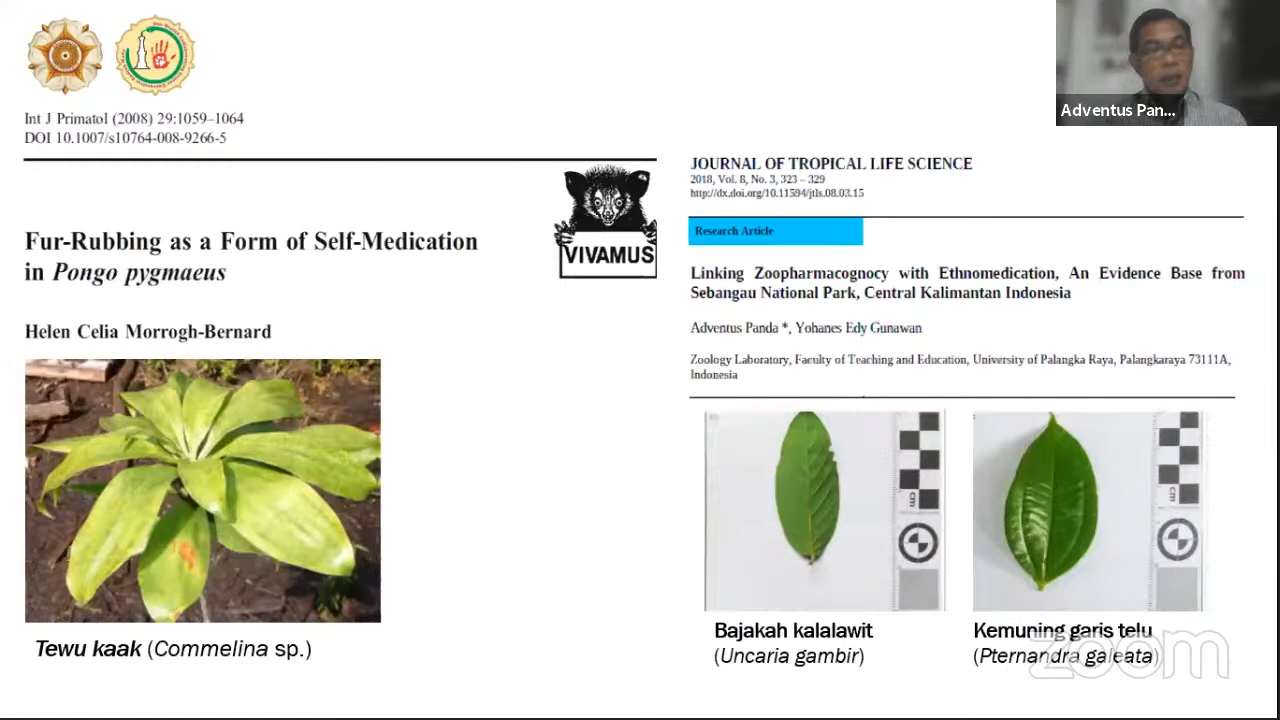 Adventus Pan...
Int J Primatol (2008) 29:1059–1064
DOI 10.1007/s10764-008-9266-5
VIVAMUS
Fur-Rubbing as a Form of Self-Medication
in Pongo pygmaeus
Helen Celia Morrogh-Bernard
Tewu kaak (Commelina sp.)
JOURNAL OF TROPICAL LIFE SCIENCE
2018, Vol. 8, No. 3, 323 – 329
http://dx.doi.org/10.11594/jtls.08.03.15
Research Article
Linking Zoopharmacognocy with Ethnomedication, An Evidence Base from
Sebangau National Park, Central Kalimantan Indonesia
Adventus Panda *, Yohanes Edy Gunawan
Zoology Laboratory, Faculty of Teaching and Education, University of Palangka Raya, Palangkaraya 73111A,
Indonesia
cm
cm
Bajakah kalalawit
(Uncaria gambir)
Kemuning garis telu
(Pternandra galeata)
zoom